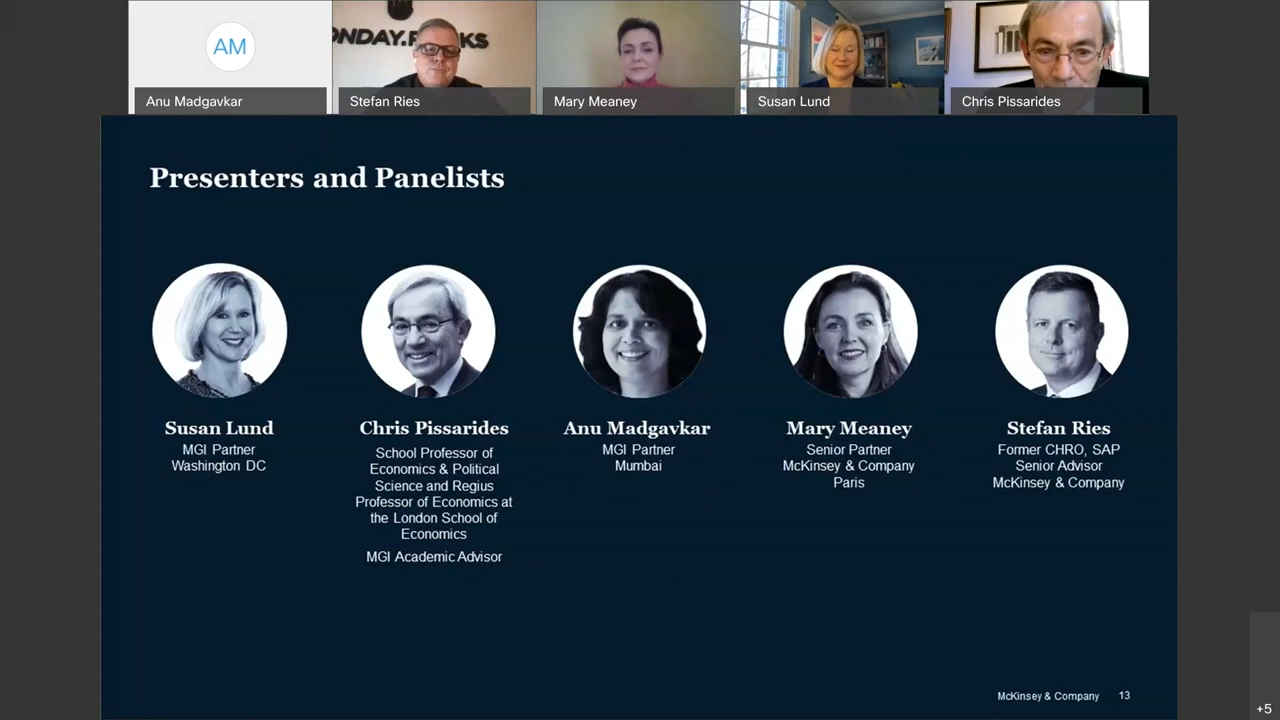 AM
ONDAY.R CKS
Anu Madgavkar
Stefan Ries
Mary Meaney
Susan Lund
Chris Pissarides
Presenters and Panelists
Susan Lund
MGI Partner
Washington DC
Chris Pissarides
School Professor of
Economics & Political
Science and Regius
Professor of Economics at
the London School of
Economics
MGI Academic Advisor
Anu Madgavkar
MGI Partner
Mumbai
Mary Meaney
Senior Partner
McKinsey & Company
Paris
Stefan Ries
Former CHRO, SAP
Senior Advisor
McKinsey & Company
McKinsey & Company 13
+5